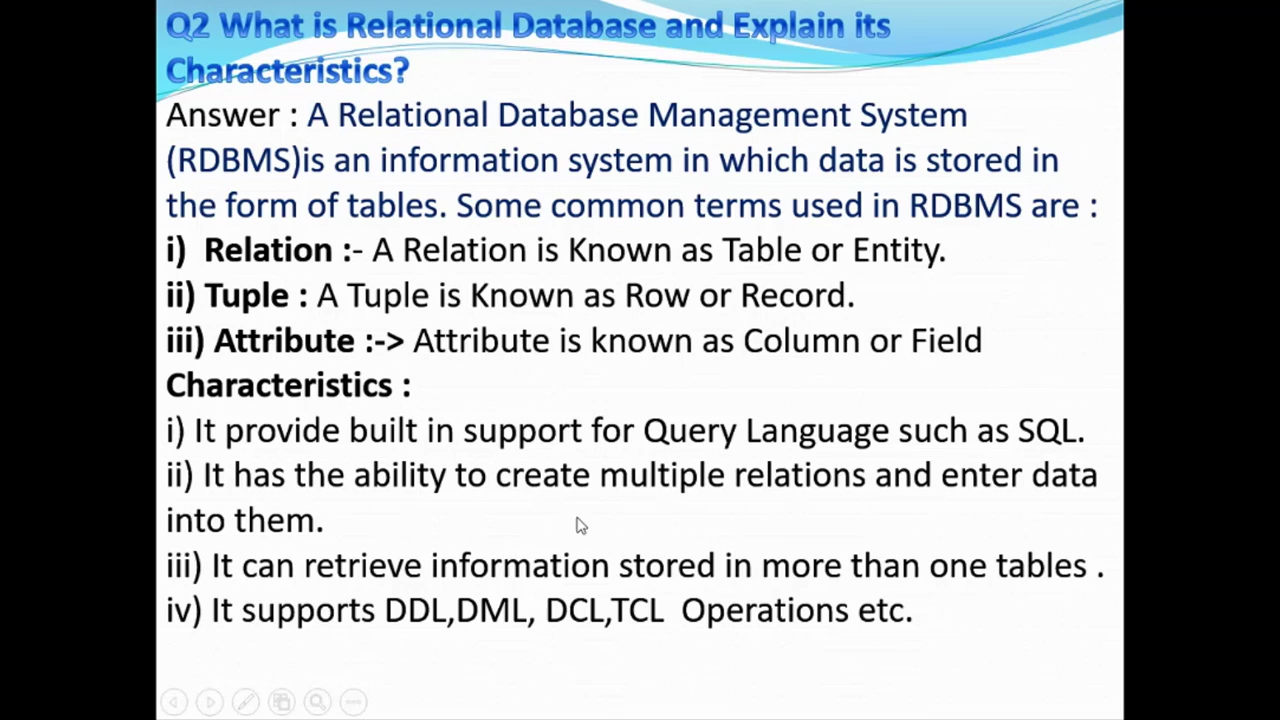 Q2 What is Relational Database and Explain its
Characteristics?
Answer : A Relational Database Management System
(RDBMS)is an information system in which data is stored in
the form of tables. Some common terms used in RDBMS are :
i)  Relation :- A Relation is Known as Table or Entity.
ii) Tuple : A Tuple is Known as Row or Record.
iii) Attribute :-> Attribute is known as Column or Field
Characteristics :
i) It provide built in support for Query Language such as SQL.
ii) It has the ability to create multiple relations and enter data
into them.
iii) It can retrieve information stored in more than one tables .
iv) It supports DDL,DML, DCL,TCL  Operations etc.